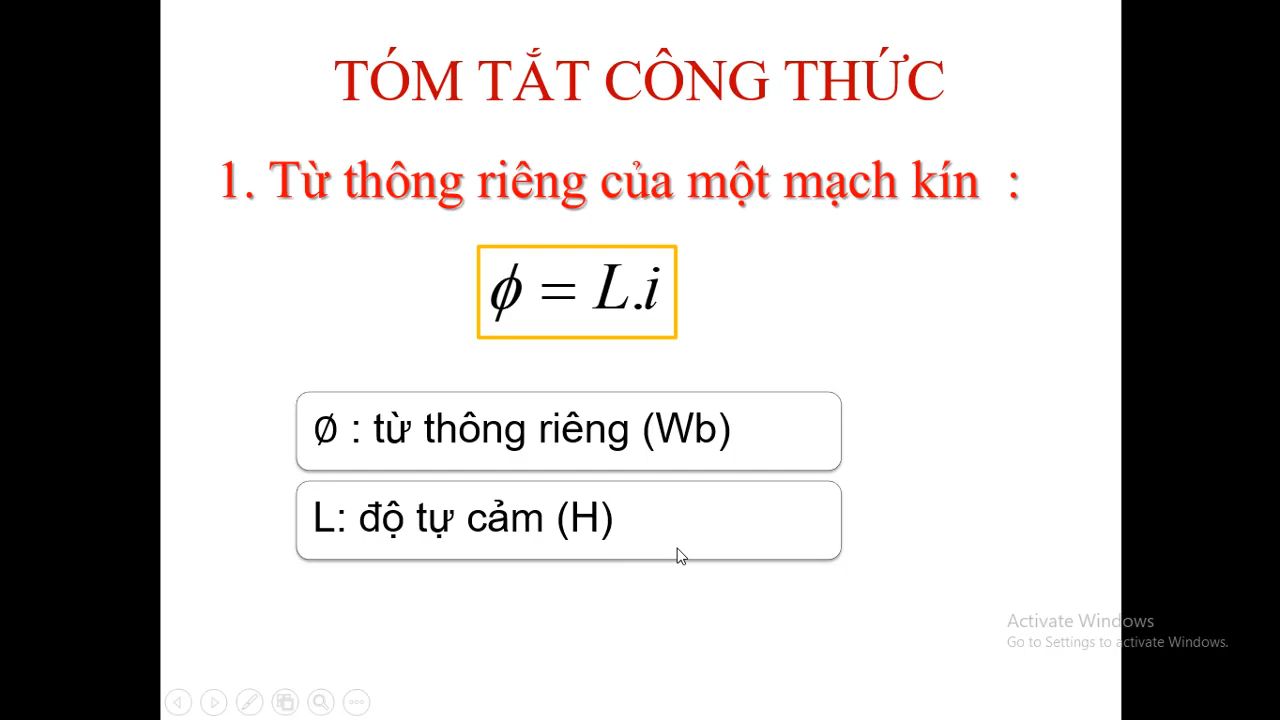 TÓM TẮT CÔNG THỨC
1. Từ thông riêng của một mạch kín :
ϕ = L.i
∅ : từ thông riêng (Wb)
L: độ tự cảm (H)
Activate Windows
Go to Settings to activate Windows.